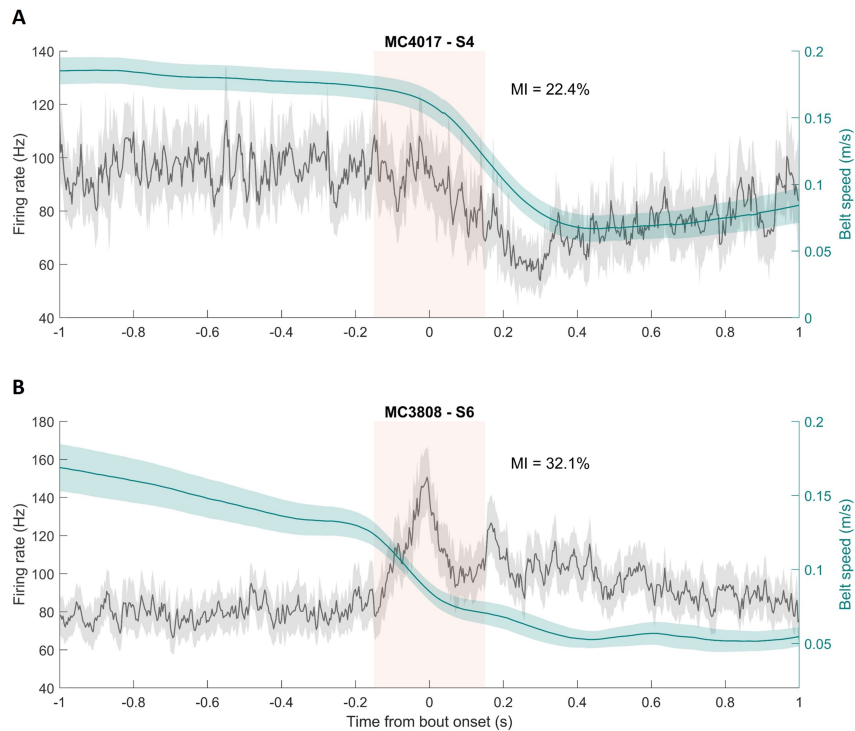 A
MC4017 - S4
MI = 22.4%
Firing rate (Hz)
140
120
100
80
60
40
0.2
0.15
0.1
0.05
0
Belt speed (m/s)
-1 -0.8 -0.6 -0.4 -0.2 0 0.2 0.4 0.6 0.8 1
B
MC3808 - S6
MI = 32.1%
Firing rate (Hz)
180
160
140
120
100
80
60
40
0.2
0.15
0.1
0.05
Belt speed (m/s)
-1 -0.8 -0.6 -0.4 -0.2 0 0.2 0.4 0.6 0.8 1
Time from bout onset (s)